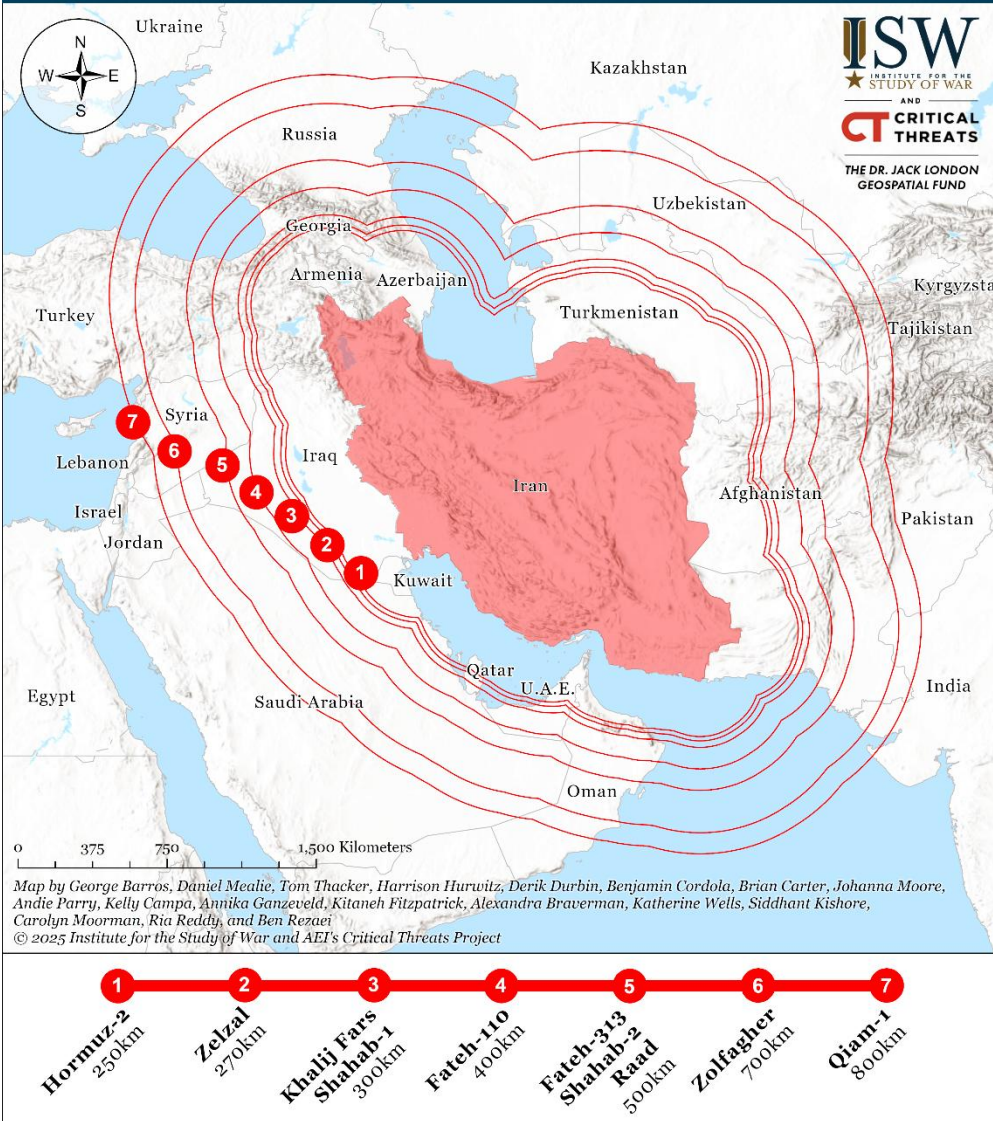 Ukraine
N
W
E
S
Kazakhstan
ISW
INSTITUTE FOR THE
STUDY OF WAR
AND
CT CRITICAL
THREATS
THE DR. JACK LONDON
GEOSPATIAL FUND
Russia
Uzbekistan
Georgia
Armenia
Azerbaijan
Kyrgyzsta
Turkey
Turkmenistan
Tajikistan
7
Syria
6
Lebanon
5
Iraq
4
Iran
Afghanistan
3
Israel
Pakistan
Jordan
2
1
Kuwait
Qatar
U.A.E.
India
Egypt
Saudi Arabia
Oman
0 375 750 1,500 Kilometers
Map by George Barros, Daniel Mealie, Tom Thacker, Harrison Hurwitz, Derik Durbin, Benjamin Cordola, Brian Carter, Johanna Moore,
Andie Parry, Kelly Campa, Annika Ganzeveld, Kitaneh Fitzpatrick, Alexandra Braverman, Katherine Wells, Siddhant Kishore,
Carolyn Moorman, Ria Reddy, and Ben Rezaei
© 2025 Institute for the Study of War and AEI's Critical Threats Project
1
Hormuz-2
250km
2
Zelzal
270km
3
Khalij Fars
Shahab-1
300km
4
Fateh-110
400km
5
Fateh-313
Shahab-2
Raad
500km
6
Zolfagher
700km
7
Qiam-1
800km